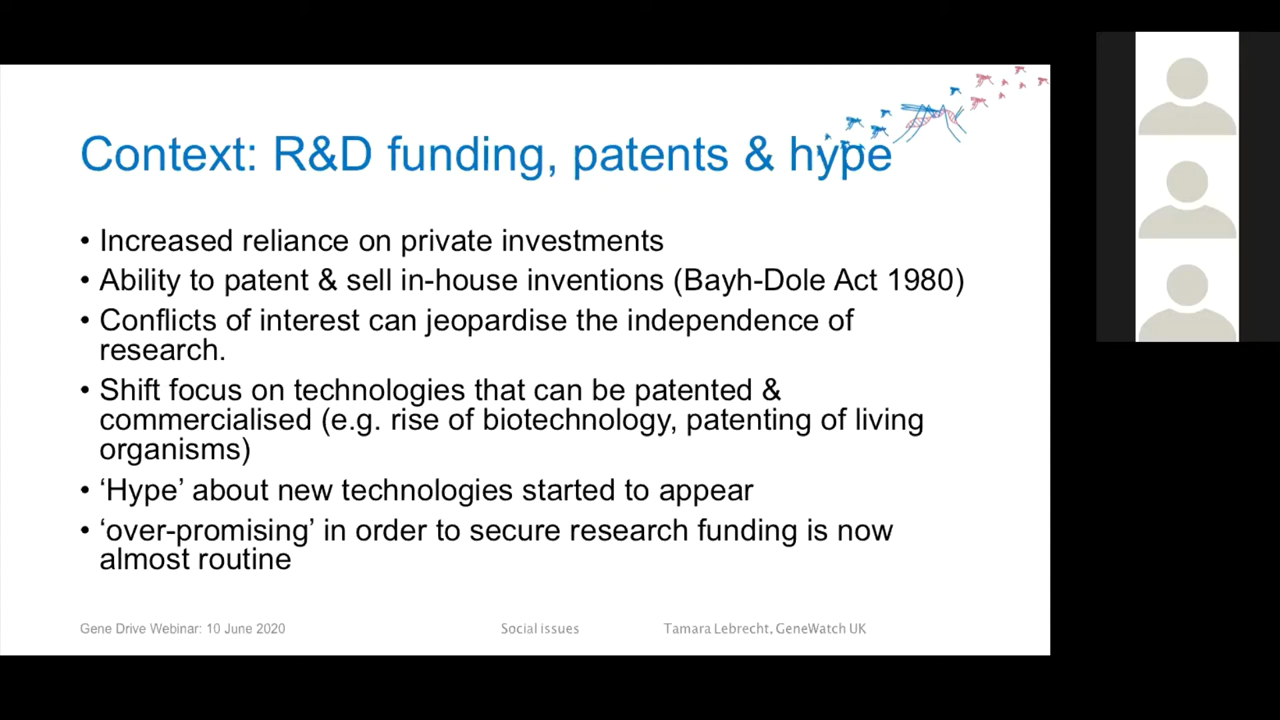 Context: R&D funding, patents & hype
• Increased reliance on private investments
• Ability to patent & sell in-house inventions (Bayh-Dole Act 1980)
• Conflicts of interest can jeopardise the independence of
research.
• Shift focus on technologies that can be patented &
commercialised (e.g. rise of biotechnology, patenting of living
organisms)
• ‘Hype’ about new technologies started to appear
• ‘over-promising’ in order to secure research funding is now
almost routine
Gene Drive Webinar: 10 June 2020 Social issues Tamara Lebrecht, GeneWatch UK